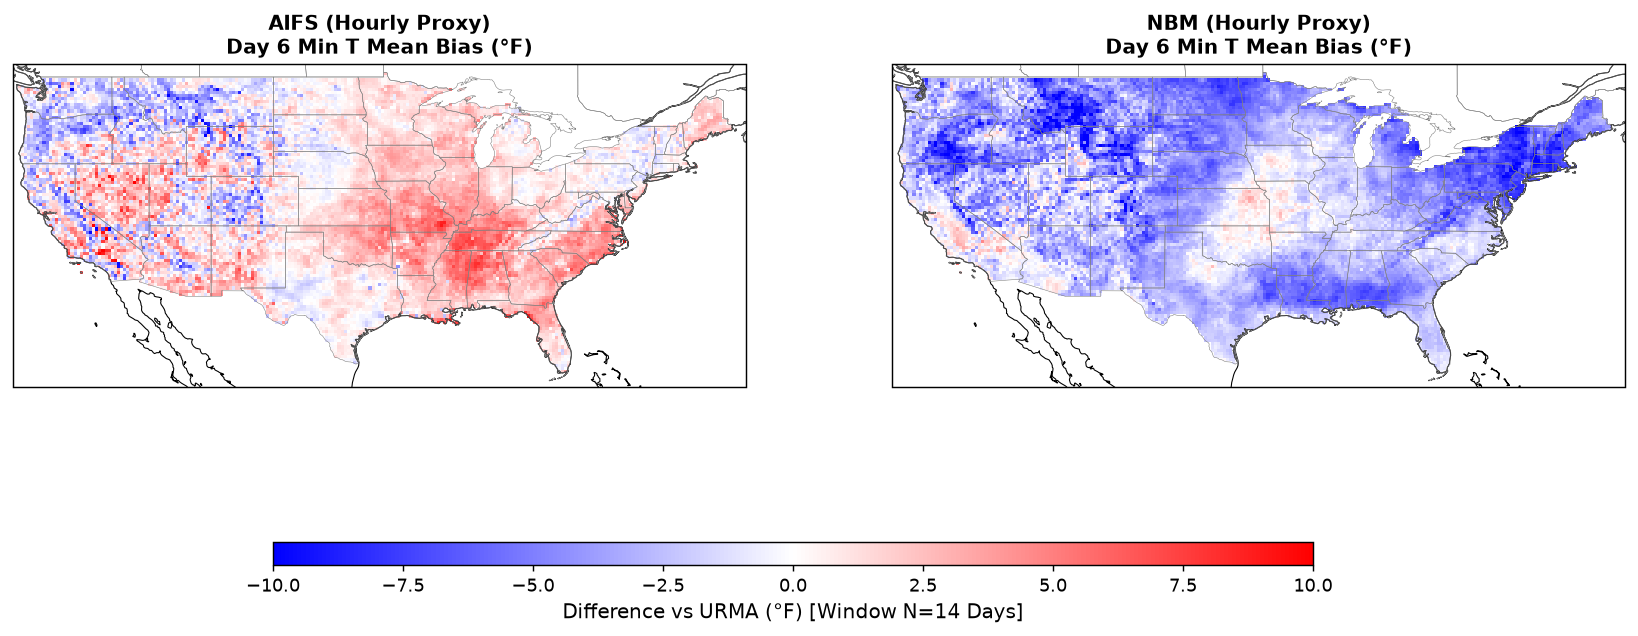 AIFS (Hourly Proxy)
Day 6 Min T Mean Bias (°F)
NBM (Hourly Proxy)
Day 6 Min T Mean Bias (°F)
−10.0 −7.5 −5.0 −2.5 0.0 2.5 5.0 7.5 10.0
Difference vs URMA (°F) [Window N=14 Days]